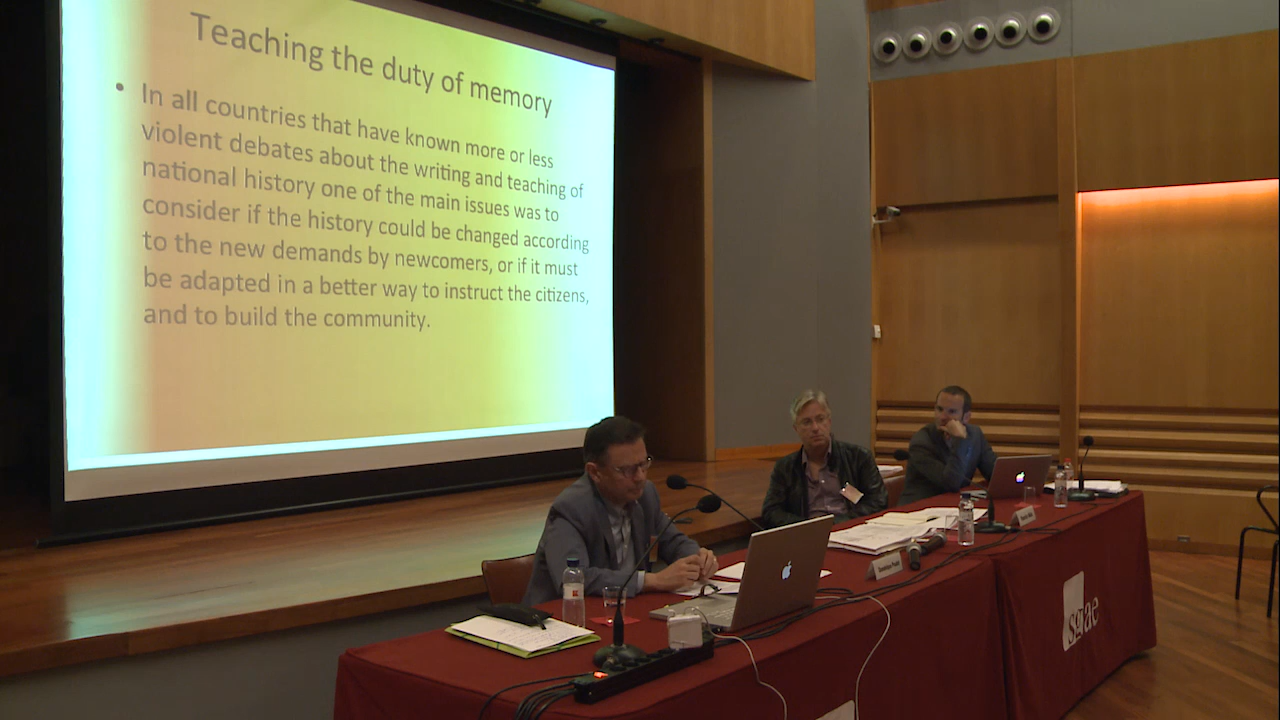 Teaching the duty of memory
• In all countries that have known more or less
violent debates about the writing and teaching of
national history one of the main issues was to
consider if the history could be changed according
to the new demands by newcomers, or if it must
be adapted in a better way to instruct the citizens,
and to build the community.
sgae